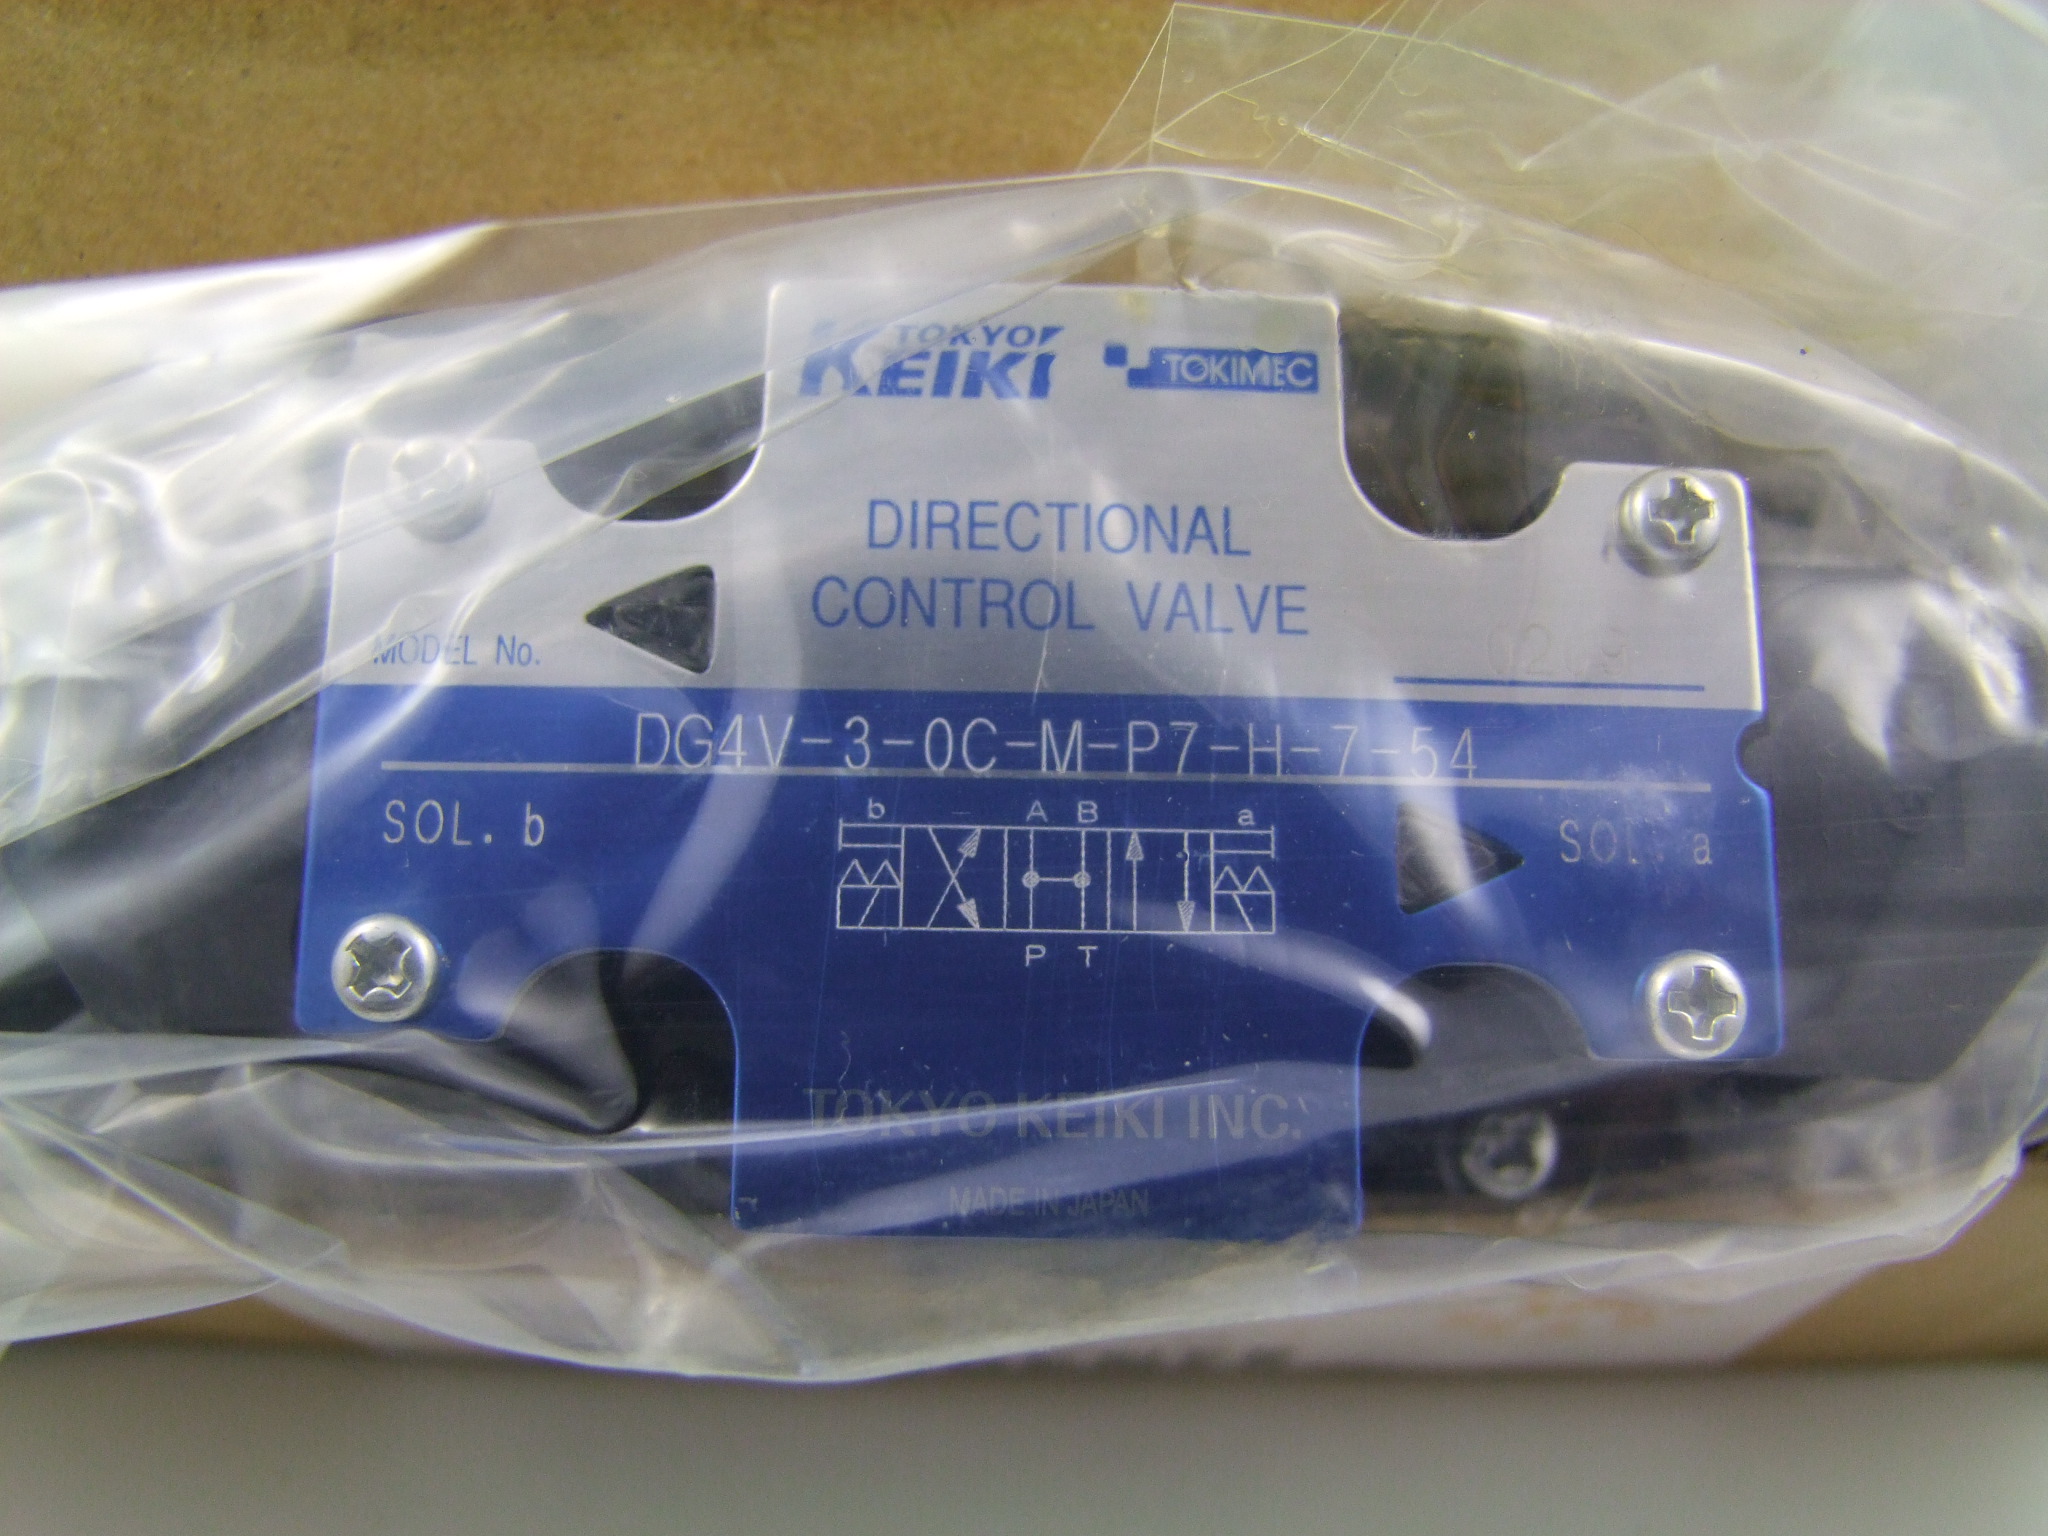 TOKYO
KEIKI TOKIMEC
DIRECTIONAL
CONTROL VALVE
MODEL No.
DG4V-3-0C-M-P7-H-7-54
SOL. b
b A B a
SOL. a
P T
TOKYO KEIKI INC.
MADE IN JAPAN